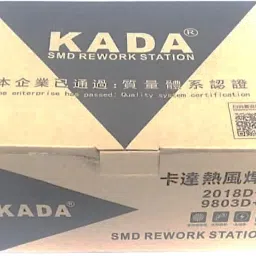 KADA®
SMD REWORK STATION
本企業已通過:質量體系認證
enterprise has passed: Quality system certification
卡達熱風焊
KADA®
2018D+
9803D+
SMD REWORK STATION